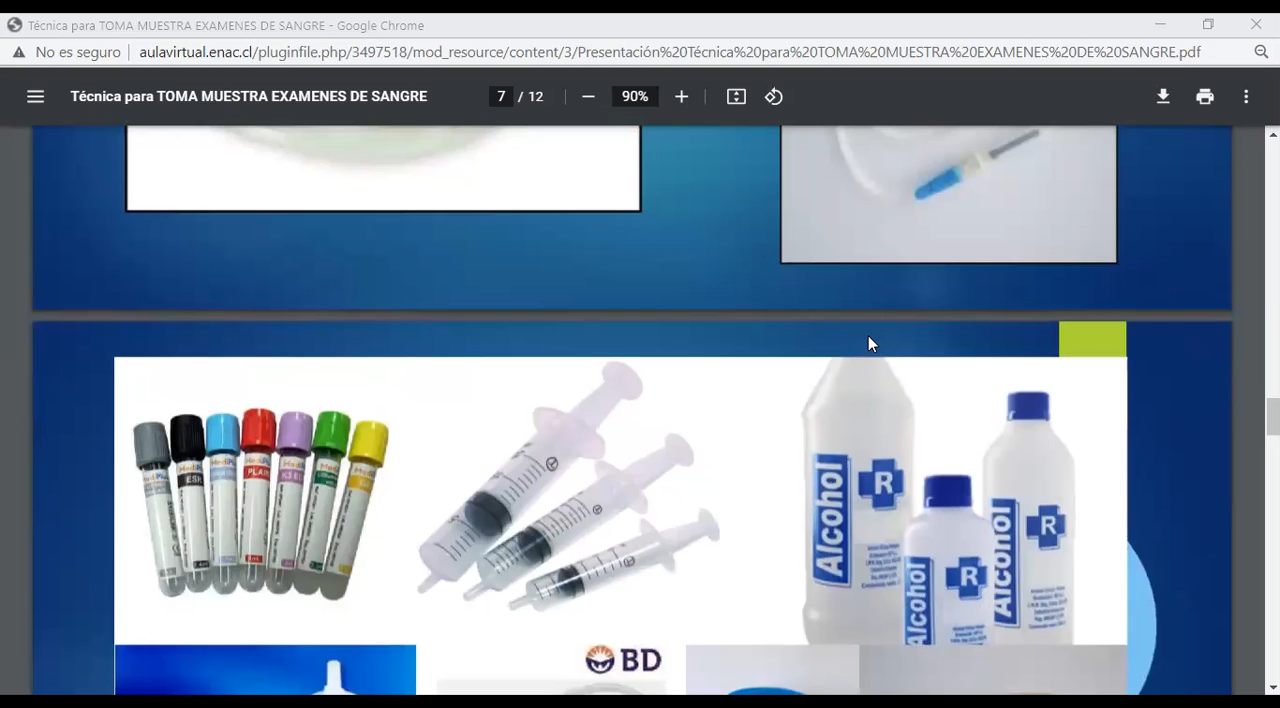 Técnica para TOMA MUESTRA EXAMENES DE SANGRE - Google Chrome
No es seguro aulavirtual.enac.cl/pluginfile.php/3497518/mod_resource/content/3/Presentación%20Técnica%20para%20TOMA%20MUESTRA%20EXAMENES%20DE%20SANGRE.pdf
Técnica para TOMA MUESTRA EXAMENES DE SANGRE 7 / 12 90%
ESR
PLAIN
Alcohol R
Alcohol R
Alcohol R
BD